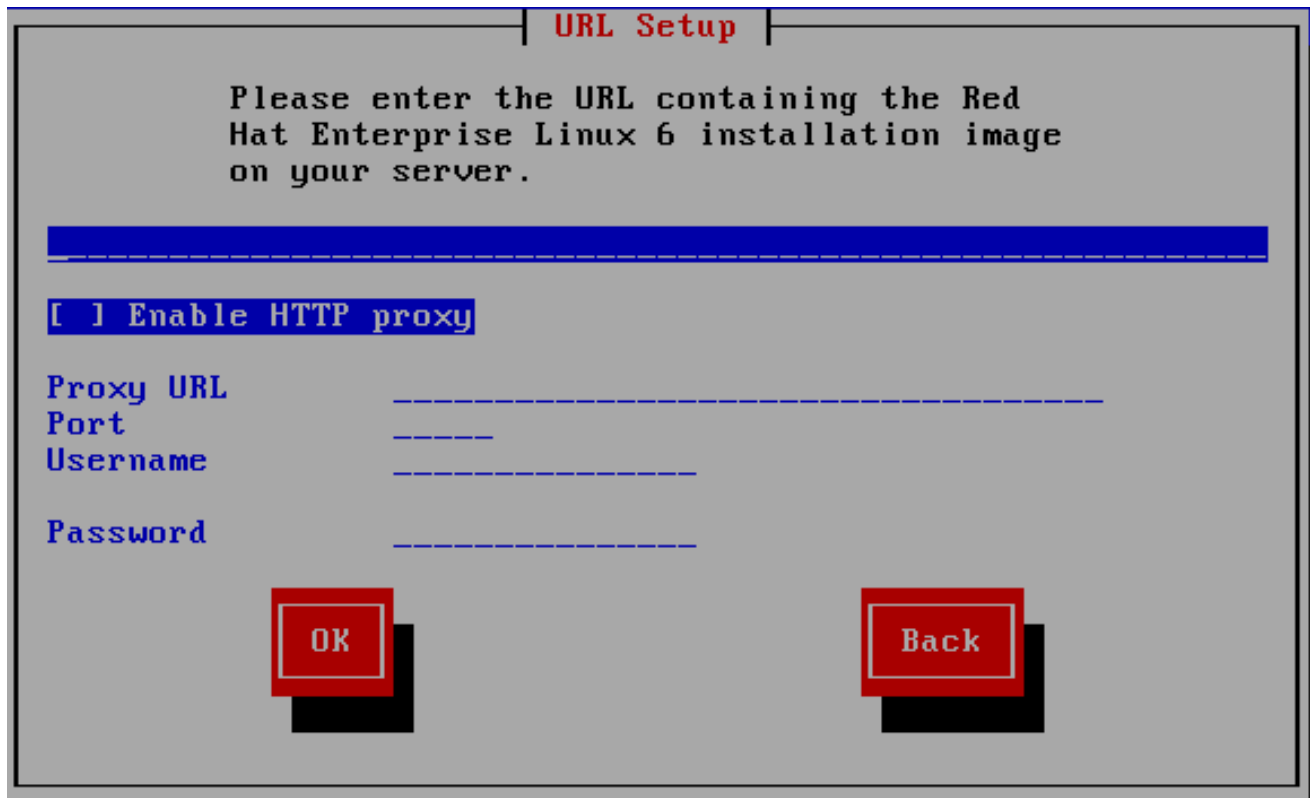 URL Setup
Please enter the URL containing the Red
Hat Enterprise Linux 6 installation image
on your server.
[ ] Enable HTTP proxy
Proxy URL
Port
Username
Password
OK
Back